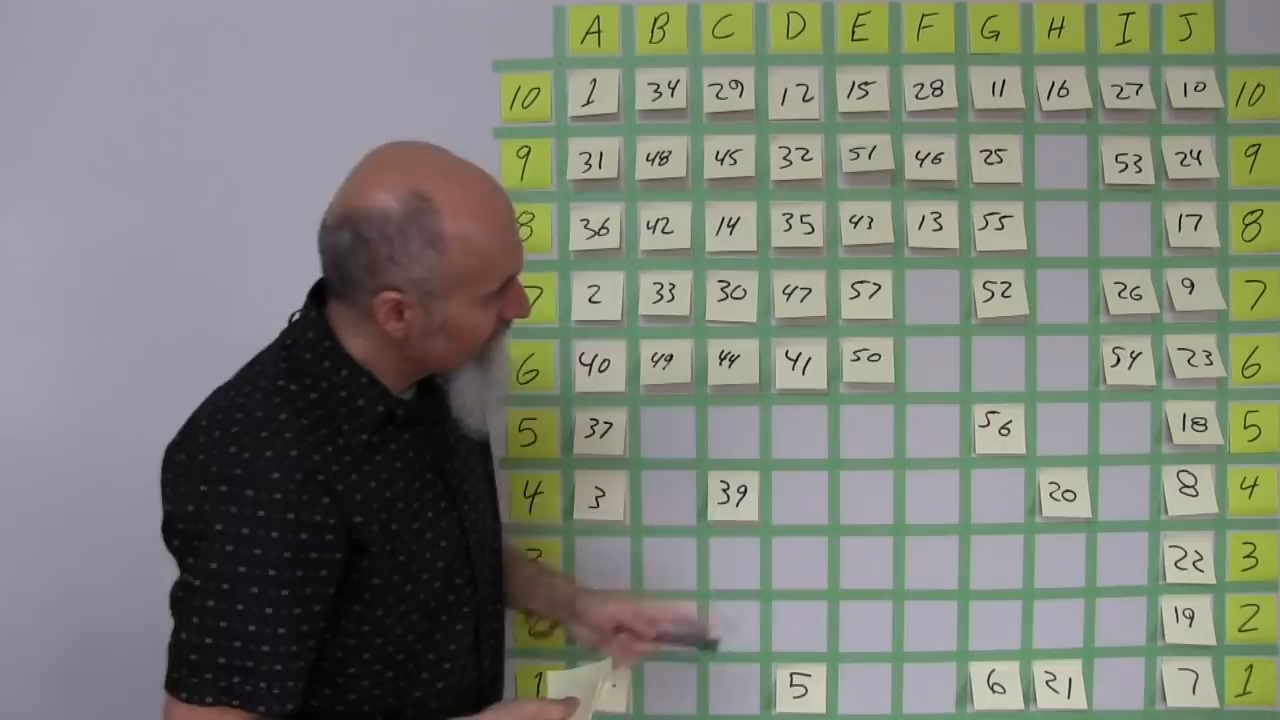 A B C D E F G H I J
10 1 34 29 12 15 28 11 16 27 10 10
9 31 48 45 32 51 46 25 53 24 9
8 36 42 14 35 43 13 55 17 8
7 2 33 30 47 57 52 26 9 7
6 40 49 44 41 50 54 23 6
5 37 56 18 5
4 3 39 20 8 4
3 22 3
19 2
1 5 6 21 7 1